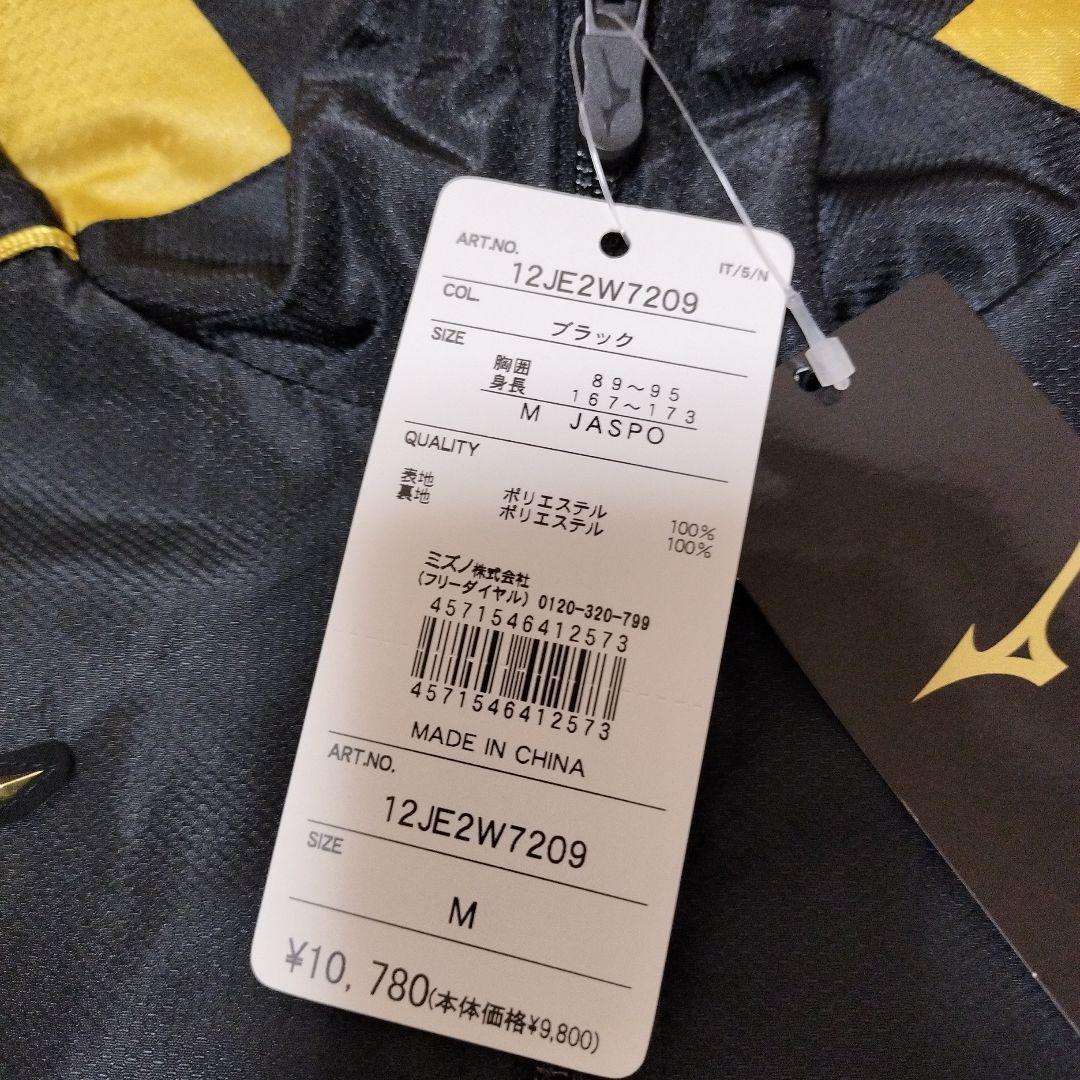 ART.NO.
IT/5/N
12JE2W7209
COL.
ブラック
SIZE
胸囲 89～95
身長 167～173
M JASPO
QUALITY
表地 ポリエステル 100%
裏地 ポリエステル 100%
ミズノ株式会社
(フリーダイヤル) 0120-320-799
4571546412573
4571546412573
MADE IN CHINA
ART.NO.
12JE2W7209
SIZE
M
¥10,780(本体価格¥9,800)